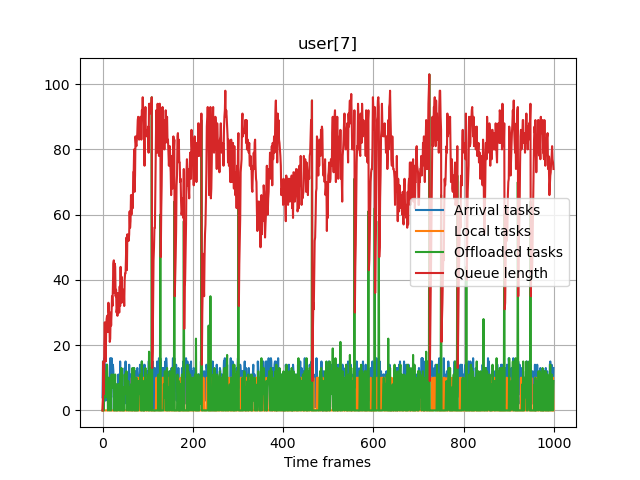 user[7]
100
80
60
40
20
0
Arrival tasks
Local tasks
Offloaded tasks
Queue length
0 200 400 600 800 1000
Time frames